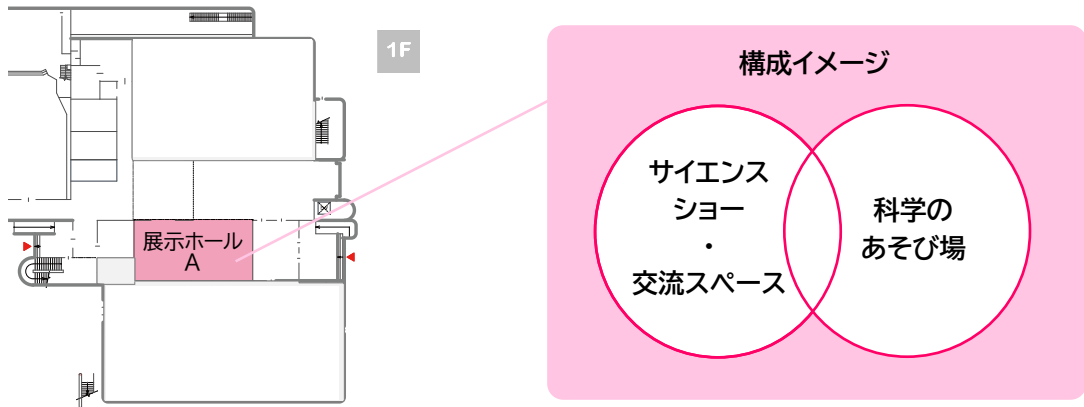 1F
展示ホール
A
構成イメージ
サイエンス
ショー
・
交流スペース
科学の
あそび場